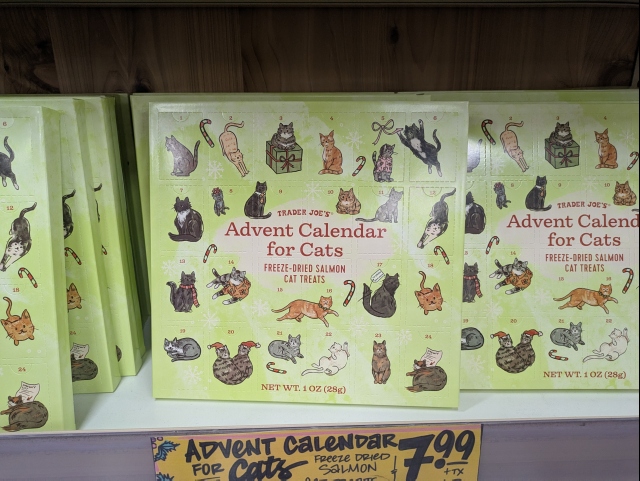 TRADER JOE'S
Advent Calendar
for Cats
FREEZE-DRIED SALMON
CAT TREATS
NET WT. 1 OZ (28g)
TRADER JOE'S
Advent Calend
for Cats
FREEZE-DRIED SALMON
CAT TREATS
NET WT. 1 OZ (28g)
ADVENT CALENDAR
FOR Cats
FREEZE DRIED
SALMON
7.99
+TX